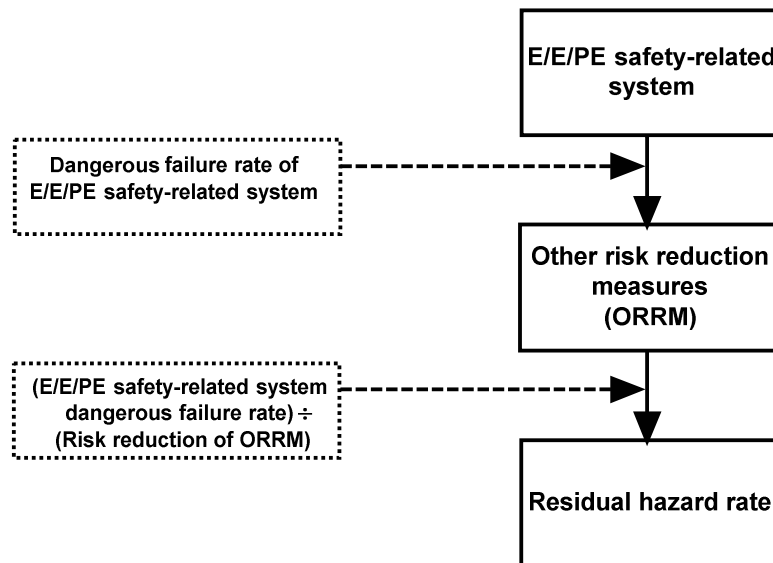 E/E/PE safety-related
system
Dangerous failure rate of
E/E/PE safety-related system
Other risk reduction
measures
(ORRM)
(E/E/PE safety-related system
dangerous failure rate) ÷
(Risk reduction of ORRM)
Residual hazard rate